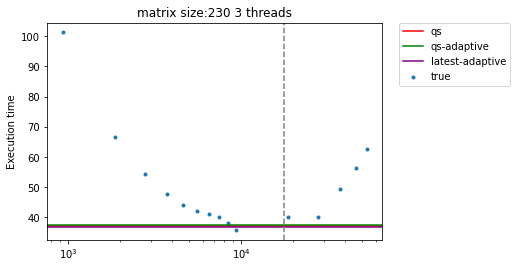 matrix size:230 3 threads
Execution time
100
90
80
70
60
50
40
10³
10⁴
qs
qs-adaptive
latest-adaptive
true